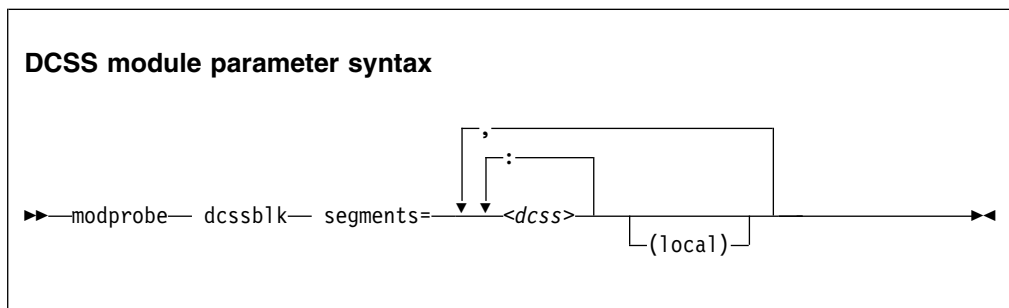 DCSS module parameter syntax
,
:
modprobe dcssblk segments= <dcss>
(local)